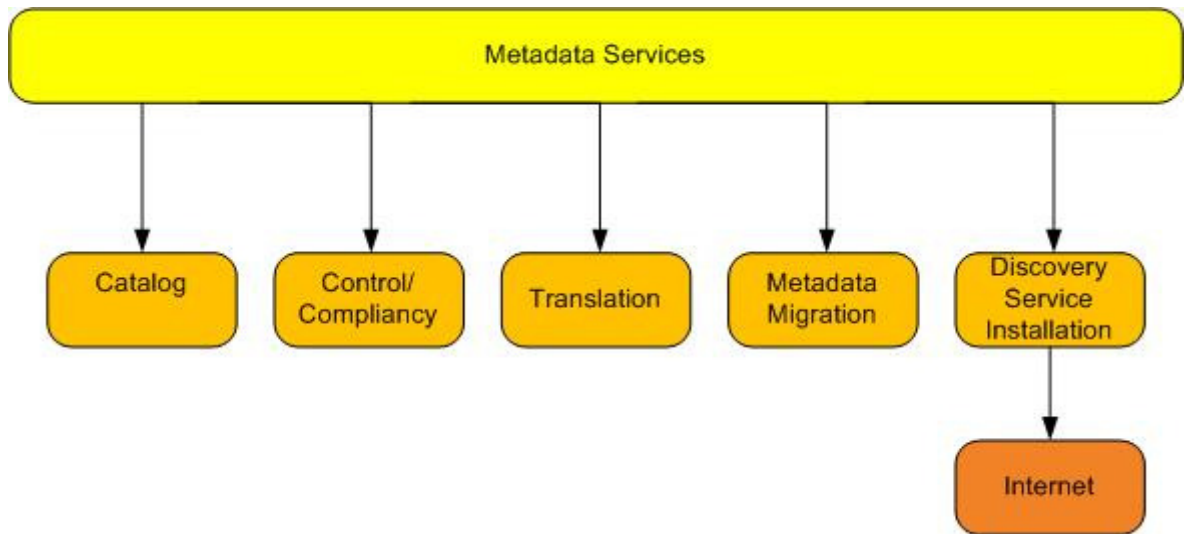 Metadata Services
Catalog
Control/
Compliancy
Translation
Metadata
Migration
Discovery
Service
Installation
Internet